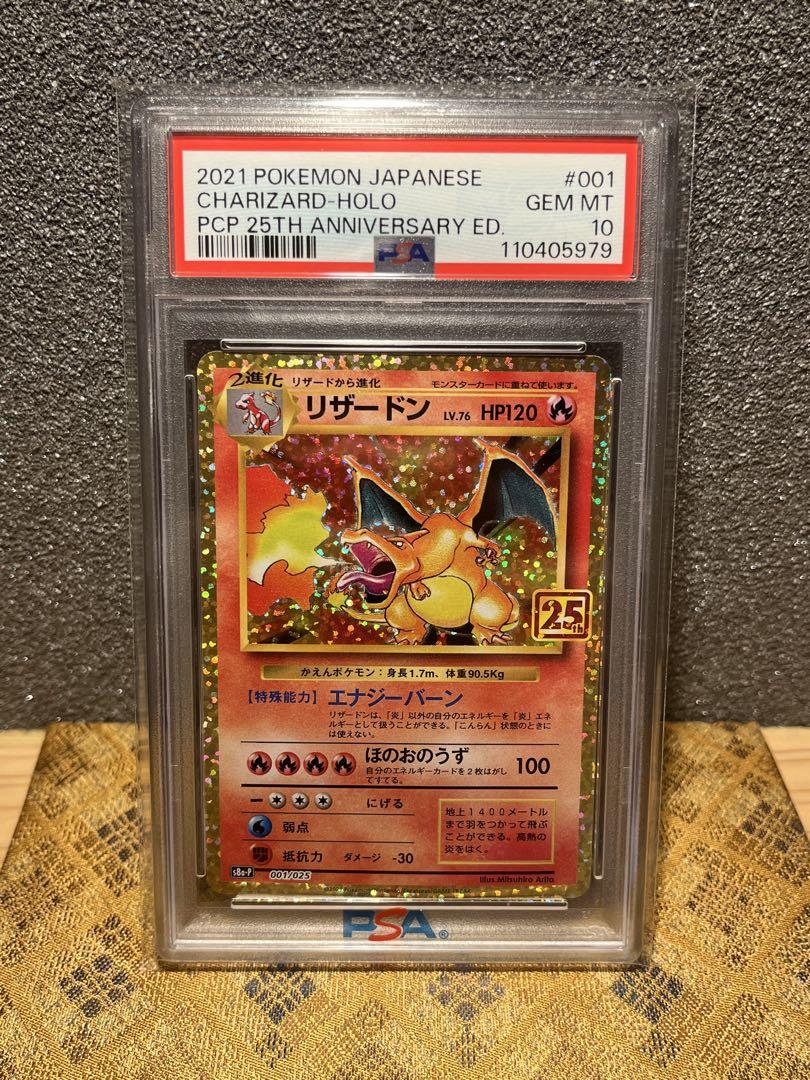 2021 POKEMON JAPANESE #001
CHARIZARD-HOLO GEM MT
PCP 25TH ANNIVERSARY ED. 10
PSA 110405979
2進化 リザードから進化 モンスターカードに重ねて使います。
リザードン LV.76 HP120
25th
かえんポケモン：身長1.7m、体重90.5Kg
【特殊能力】エナジーバーン
リザードンは、「炎」以外の自分のエネルギーを「炎」エネ
ルギーとして扱うことができる。「こんらん」状態のときに
は使えない。
ほのおのうず 100
自分のエネルギーカードを2枚はがし
てすてる。
にげる
弱点
抵抗力 ダメージ -30
地上1400メートル
まで羽をつかって飛ぶ
ことができる。高熱の
炎をはく。
s8a-P 001/025
Illus.Mitsuhiro Arita
©2021 Pokémon/Nintendo/Creatures/GAME FREAK
PSA®